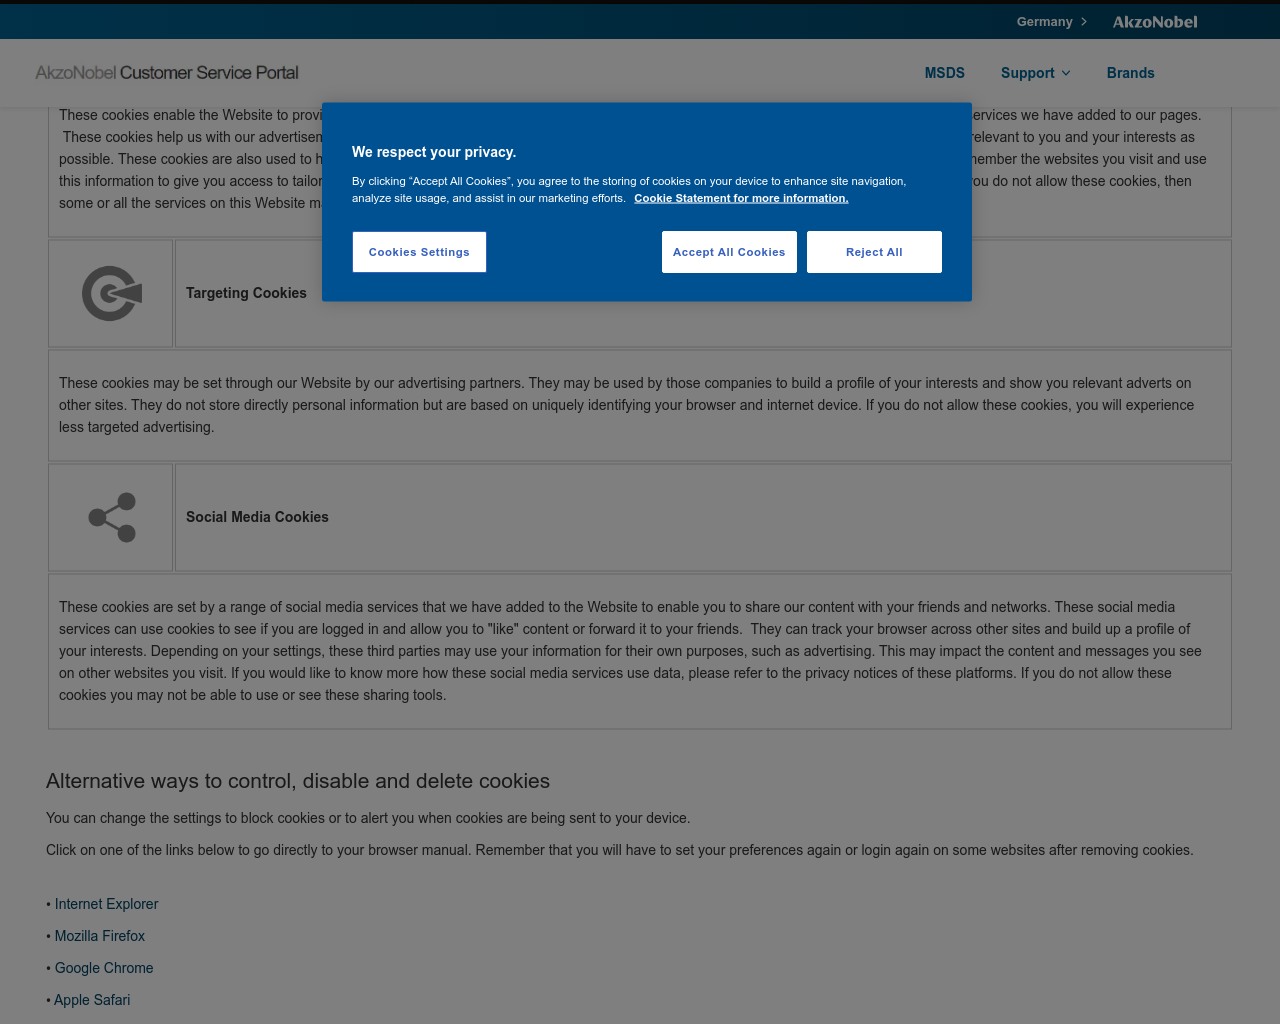 Germany
AkzoNobel
AkzoNobel Customer Service Portal
MSDS
Support
Brands
These cookies enable the Website to provi
ervices we have added to our pages.
These cookies help us with our advertisem
relevant to you and your interests as
possible. These cookies are also used to h
member the websites you visit and use
this information to give you access to tailor
you do not allow these cookies, then
some or all the services on this Website m
We respect your privacy.
By clicking “Accept All Cookies”, you agree to the storing of cookies on your device to enhance site navigation,
analyze site usage, and assist in our marketing efforts. Cookie Statement for more information.
Cookies Settings
Accept All Cookies
Reject All
Targeting Cookies
These cookies may be set through our Website by our advertising partners. They may be used by those companies to build a profile of your interests and show you relevant adverts on
other sites. They do not store directly personal information but are based on uniquely identifying your browser and internet device. If you do not allow these cookies, you will experience
less targeted advertising.
Social Media Cookies
These cookies are set by a range of social media services that we have added to the Website to enable you to share our content with your friends and networks. These social media
services can use cookies to see if you are logged in and allow you to "like" content or forward it to your friends.  They can track your browser across other sites and build up a profile of
your interests. Depending on your settings, these third parties may use your information for their own purposes, such as advertising. This may impact the content and messages you see
on other websites you visit. If you would like to know more how these social media services use data, please refer to the privacy notices of these platforms. If you do not allow these
cookies you may not be able to use or see these sharing tools.
Alternative ways to control, disable and delete cookies
You can change the settings to block cookies or to alert you when cookies are being sent to your device.
Click on one of the links below to go directly to your browser manual. Remember that you will have to set your preferences again or login again on some websites after removing cookies.
• Internet Explorer
• Mozilla Firefox
• Google Chrome
• Apple Safari